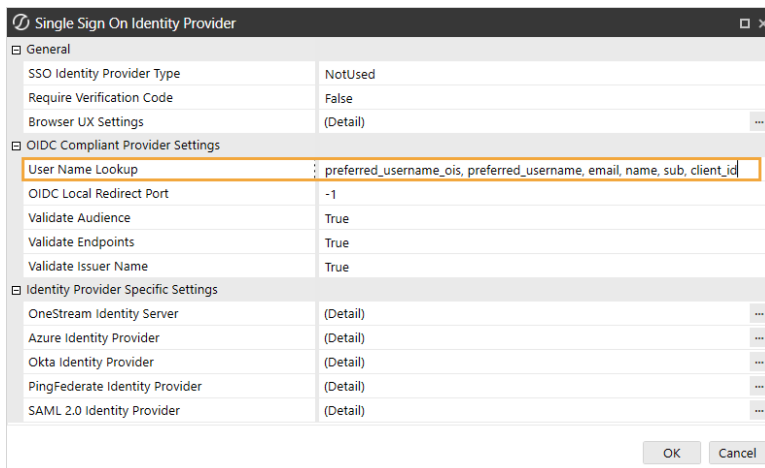 Single Sign On Identity Provider
General
SSO Identity Provider Type NotUsed
Require Verification Code False
Browser UX Settings (Detail) ...
OIDC Compliant Provider Settings
User Name Lookup preferred_username_ois, preferred_username, email, name, sub, client_id
OIDC Local Redirect Port -1
Validate Audience True
Validate Endpoints True
Validate Issuer Name True
Identity Provider Specific Settings
OneStream Identity Server (Detail) ...
Azure Identity Provider (Detail) ...
Okta Identity Provider (Detail) ...
PingFederate Identity Provider (Detail) ...
SAML 2.0 Identity Provider (Detail) ...
OK Cancel